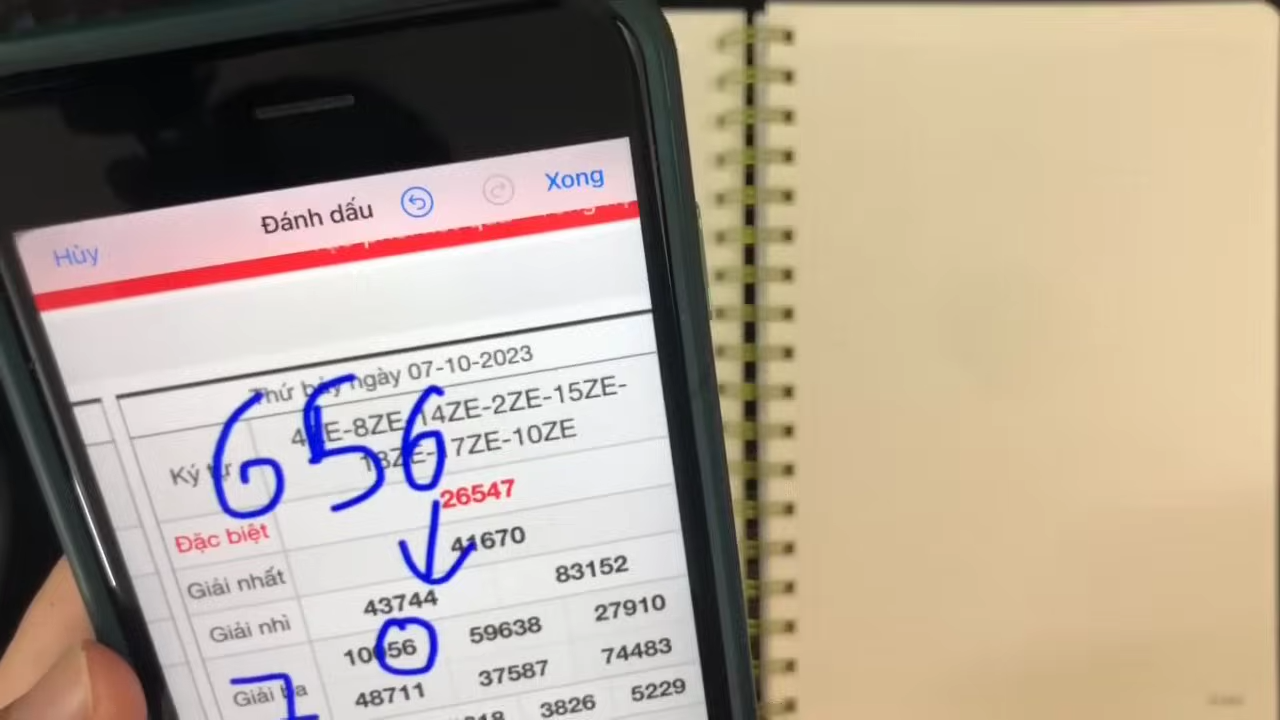 Hủy Đánh dấu Xong
Thứ bảy ngày 07-10-2023
Ký tự 4ZE-8ZE-14ZE-2ZE-15ZE-
13ZE-17ZE-10ZE
656
Đặc biệt 26547
Giải nhất 41670
Giải nhì 43744 83152
10056 59638 27910
Giải ba 48711 37587 74483
3826 5229